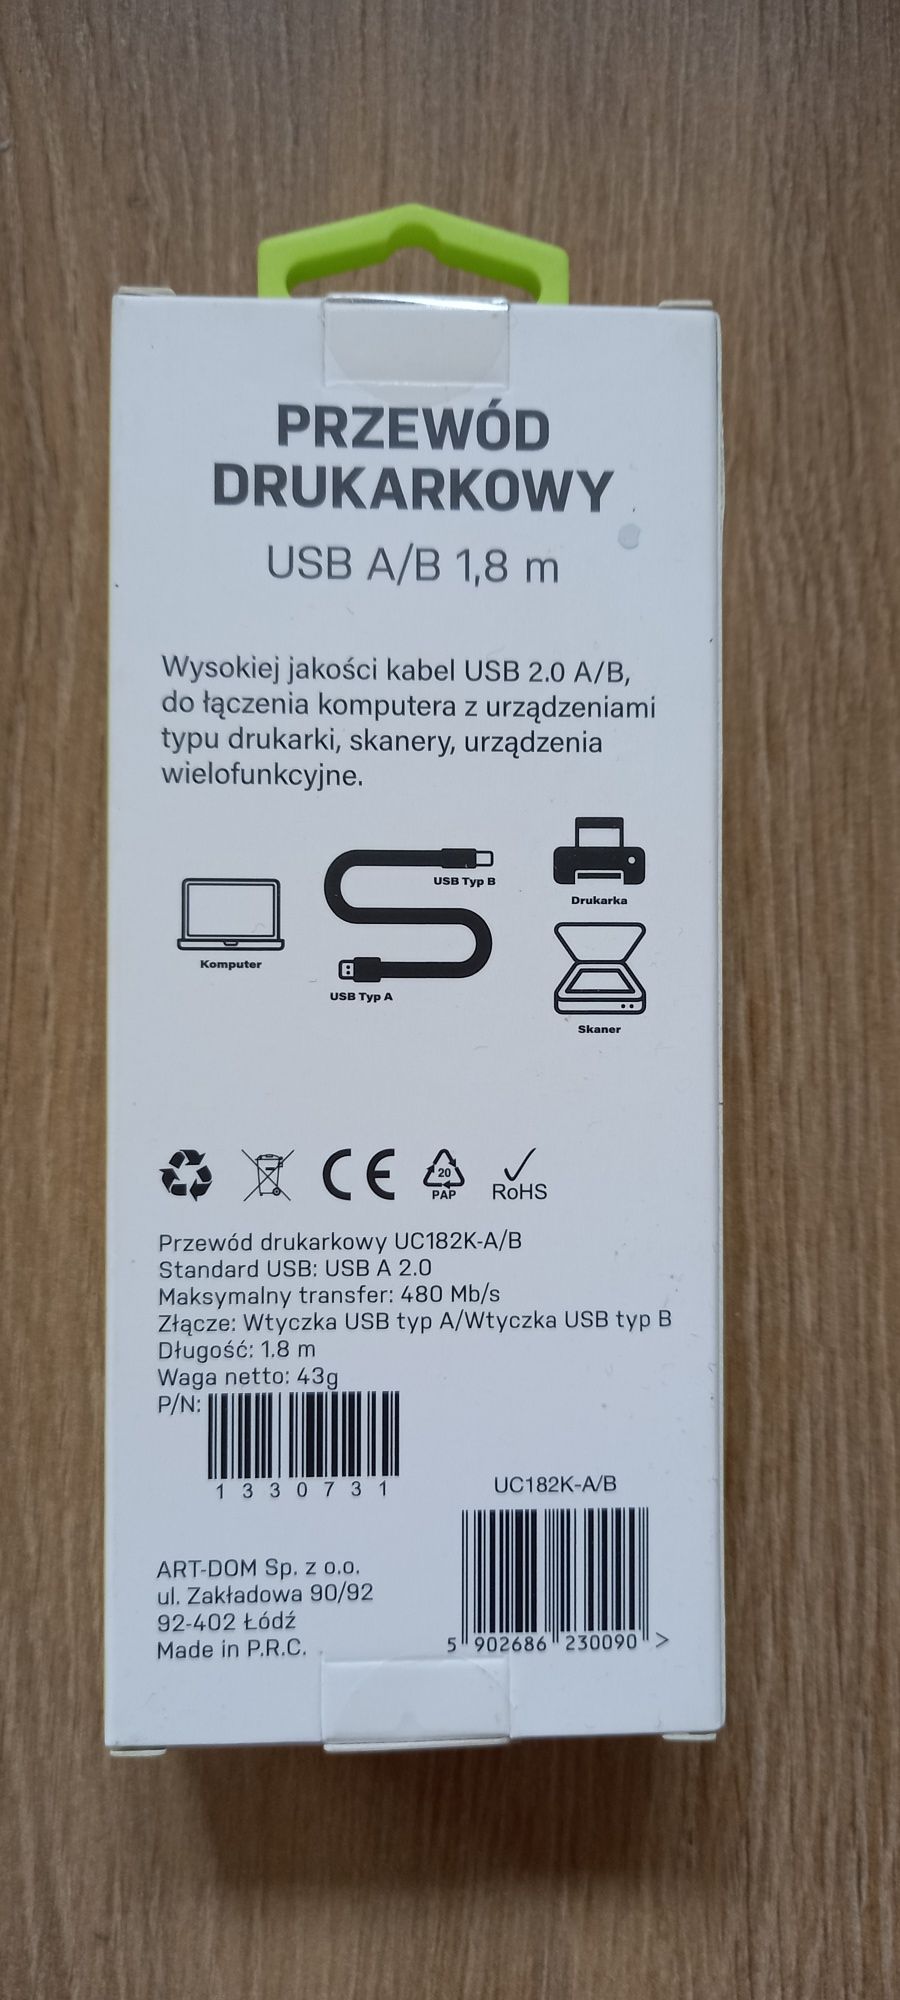 PRZEWÓD
DRUKARKOWY
USB A/B 1,8 m
Wysokiej jakości kabel USB 2.0 A/B,
do łączenia komputera z urządzeniami
typu drukarki, skanery, urządzenia
wielofunkcyjne.
USB Typ B
Drukarka
Komputer
USB Typ A
Skaner
CE
20
PAP
RoHS
Przewód drukarkowy UC182K-A/B
Standard USB: USB A 2.0
Maksymalny transfer: 480 Mb/s
Złącze: Wtyczka USB typ A/Wtyczka USB typ B
Długość: 1.8 m
Waga netto: 43g
P/N:
1330731
UC182K-A/B
5 902686 230090 >
ART-DOM Sp. z o.o.
ul. Zakładowa 90/92
92-402 Łódź
Made in P.R.C.